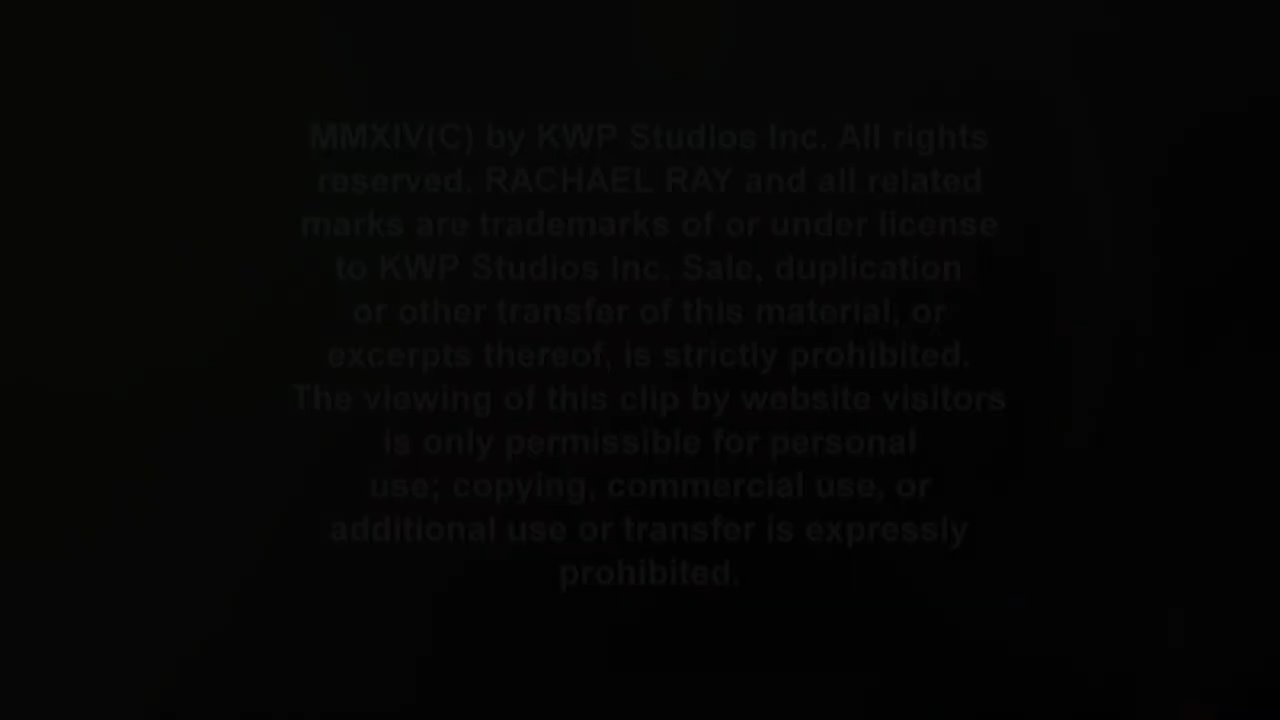 MMXIV(C) by KWP Studios Inc. All rights
reserved. RACHAEL RAY and all related
marks are trademarks of or under license
to KWP Studios Inc. Sale, duplication
or other transfer of this material, or
excerpts thereof, is strictly prohibited.
The viewing of this clip by website visitors
is only permissible for personal
use; copying, commercial use, or
additional use or transfer is expressly
prohibited.